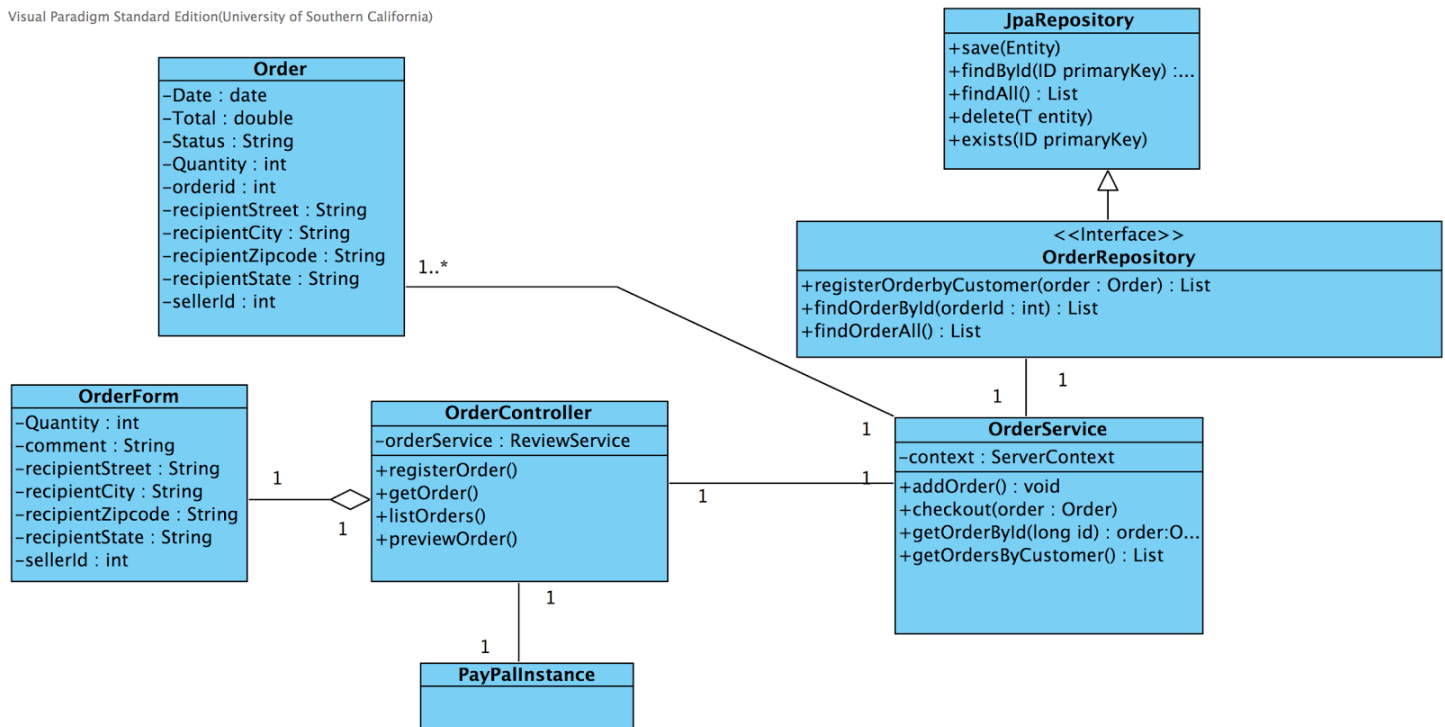 Visual Paradigm Standard Edition(University of Southern California)
JpaRepository
+save(Entity)
+findById(ID primaryKey) :...
+findAll() : List
+delete(T entity)
+exists(ID primaryKey)
Order
-Date : date
-Total : double
-Status : String
-Quantity : int
-orderid : int
-recipientStreet : String
-recipientCity : String
-recipientZipcode : String
-recipientState : String
-sellerId : int
1..*
<<Interface>>
OrderRepository
+registerOrderbyCustomer(order : Order) : List
+findOrderById(orderId : int) : List
+findOrderAll() : List
1
1
OrderForm
-Quantity : int
-comment : String
-recipientStreet : String
-recipientCity : String
-recipientZipcode : String
-recipientState : String
-sellerId : int
1
1
OrderController
-orderService : ReviewService
+registerOrder()
+getOrder()
+listOrders()
+previewOrder()
1
1
1
OrderService
-context : ServerContext
+addOrder() : void
+checkout(order : Order)
+getOrderById(long id) : order:O...
+getOrdersByCustomer() : List
1
1
PayPalInstance